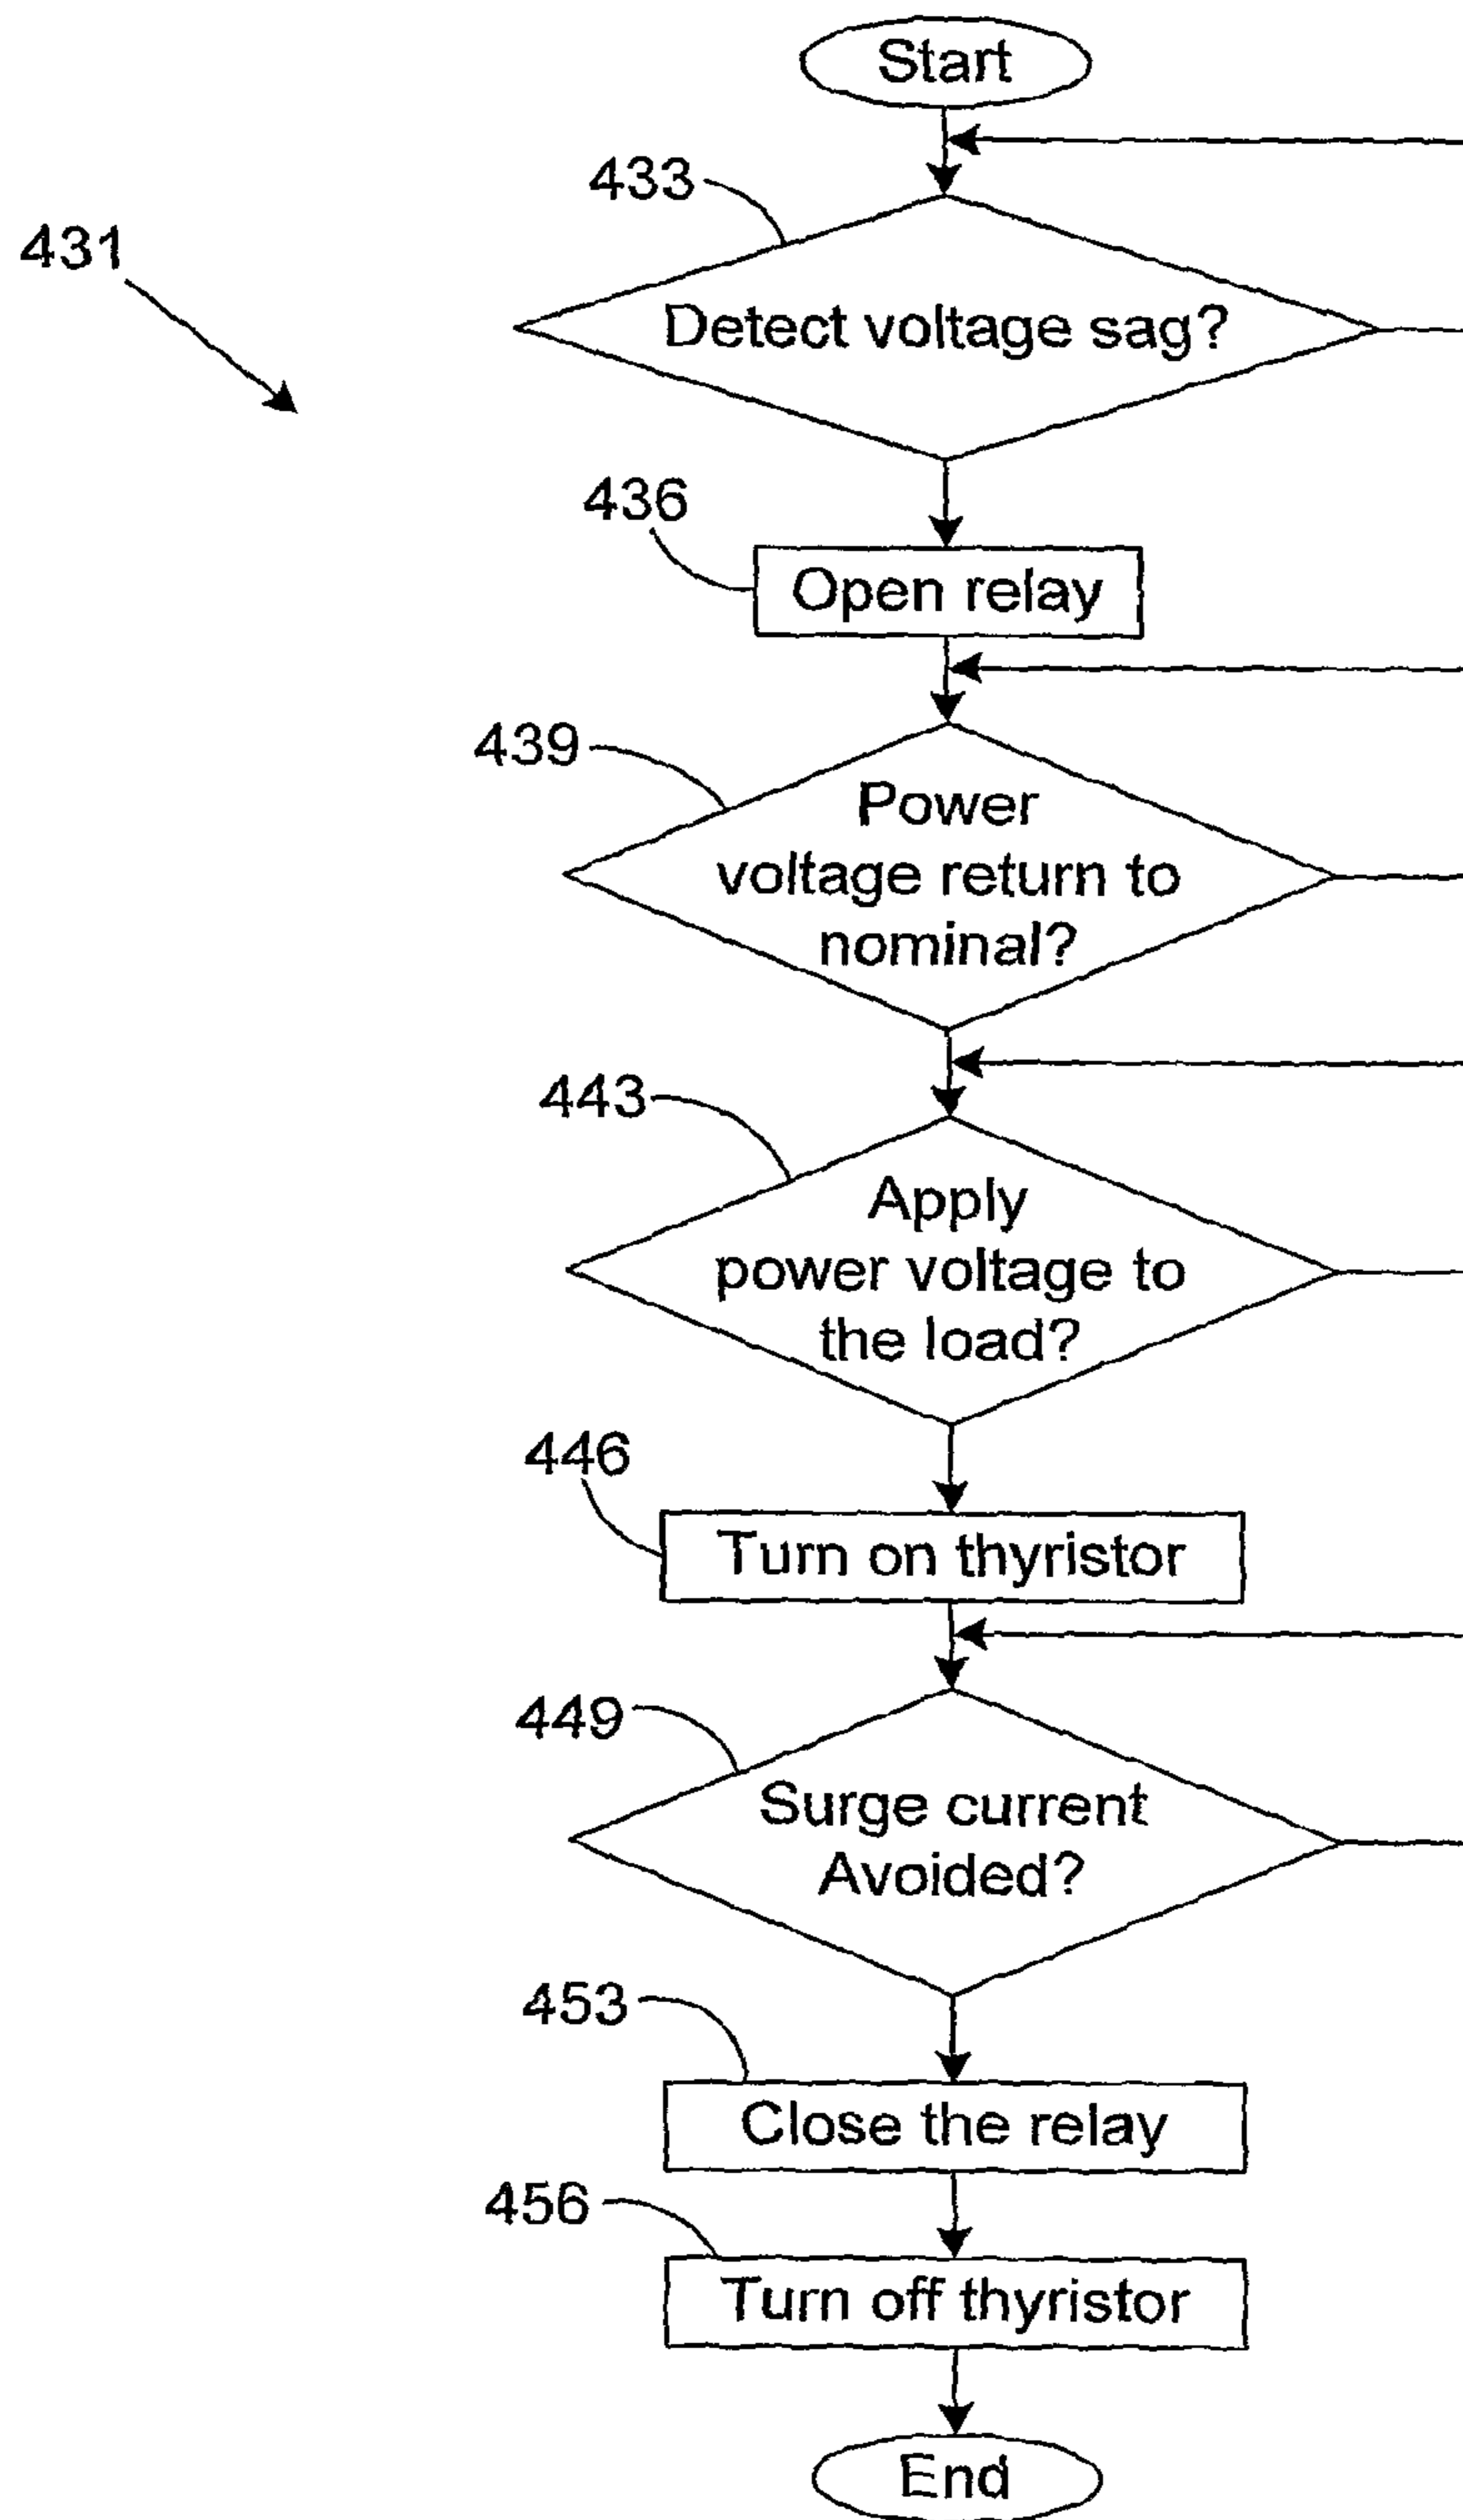 Start
433
431
Detect voltage sag?
436
Open relay
439
Power
voltage return to
nominal?
443
Apply
power voltage to
the load?
446
Turn on thyristor
449
Surge current
Avoided?
453
Close the relay
456
Turn off thyristor
End